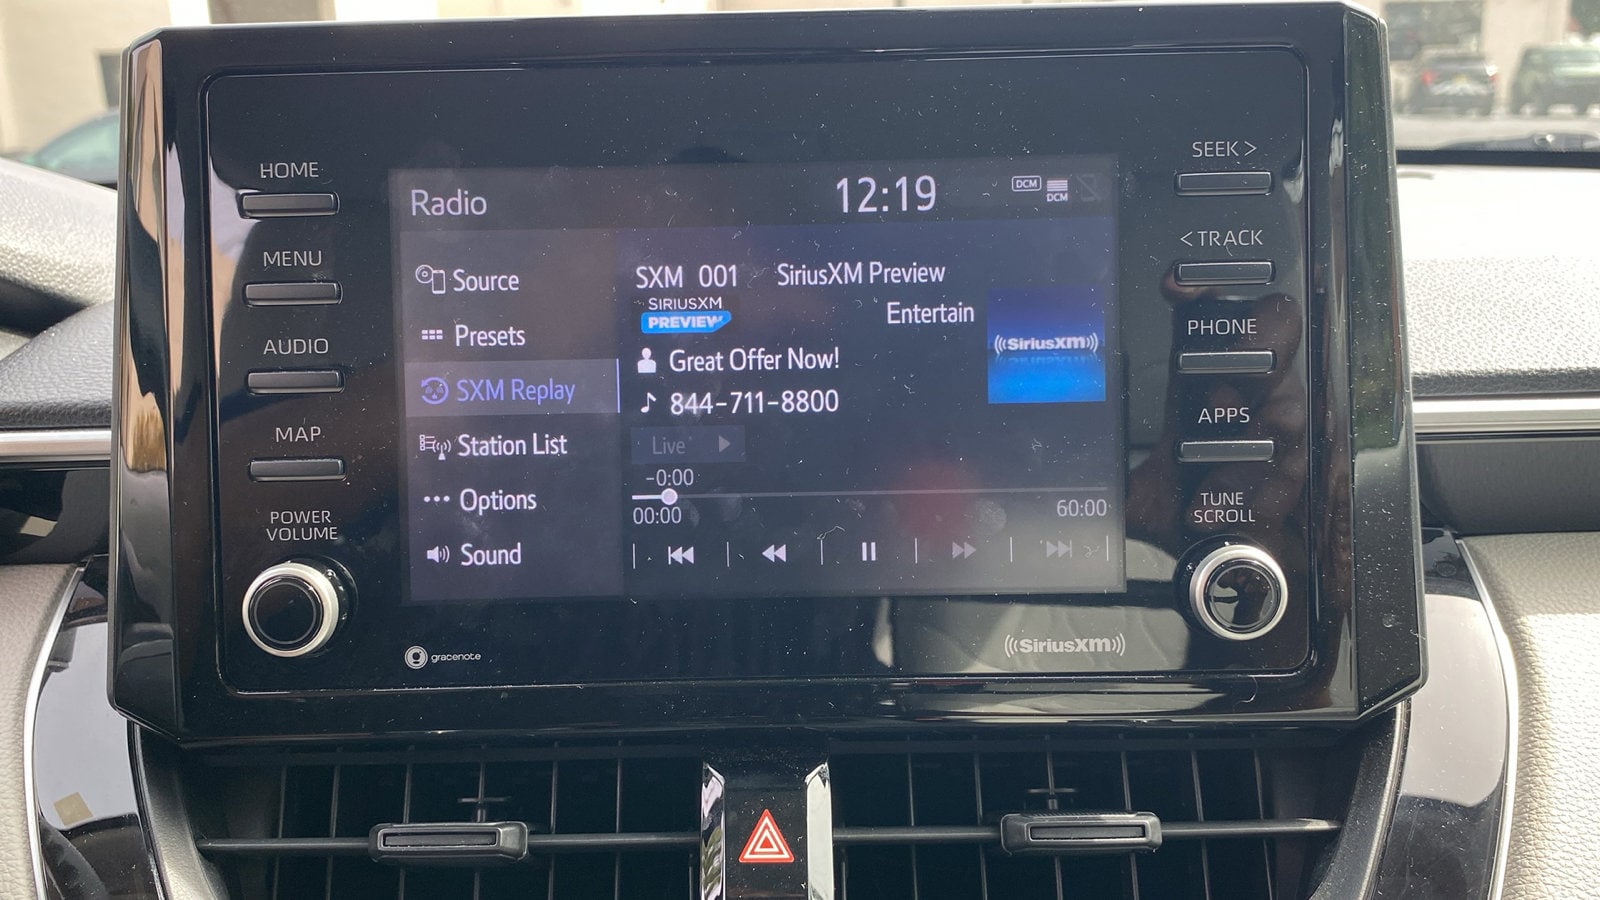 HOME
MENU
AUDIO
MAP
POWER
VOLUME
Radio
12:19
DCM
DCM
Source
Presets
SXM Replay
Station List
Options
Sound
SXM 001 SiriusXM Preview
SIRIUSXM
PREVIEW
Entertain
Great Offer Now!
844-711-8800
Live
-0:00
00:00
60:00
SiriusXM
SEEK >
< TRACK
PHONE
APPS
TUNE
SCROLL
gracenote
SiriusXM